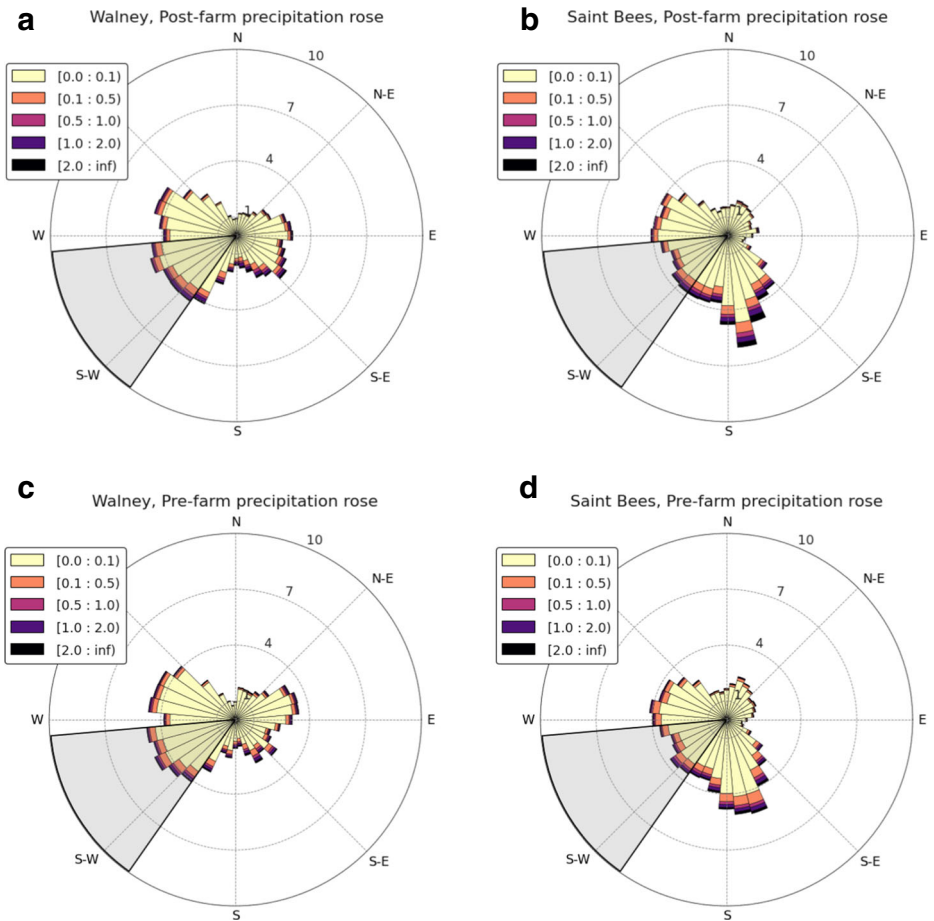 a
Walney, Post-farm precipitation rose
N
10
N-E
7
4
1
W
E
S-W
S-E
S
[0.0 : 0.1)
[0.1 : 0.5)
[0.5 : 1.0)
[1.0 : 2.0)
[2.0 : inf)
b
Saint Bees, Post-farm precipitation rose
N
10
N-E
7
4
1
W
E
S-W
S-E
S
[0.0 : 0.1)
[0.1 : 0.5)
[0.5 : 1.0)
[1.0 : 2.0)
[2.0 : inf)
c
Walney, Pre-farm precipitation rose
N
10
N-E
7
4
1
W
E
S-W
S-E
S
[0.0 : 0.1)
[0.1 : 0.5)
[0.5 : 1.0)
[1.0 : 2.0)
[2.0 : inf)
d
Saint Bees, Pre-farm precipitation rose
N
10
N-E
7
4
1
W
E
S-W
S-E
S
[0.0 : 0.1)
[0.1 : 0.5)
[0.5 : 1.0)
[1.0 : 2.0)
[2.0 : inf)